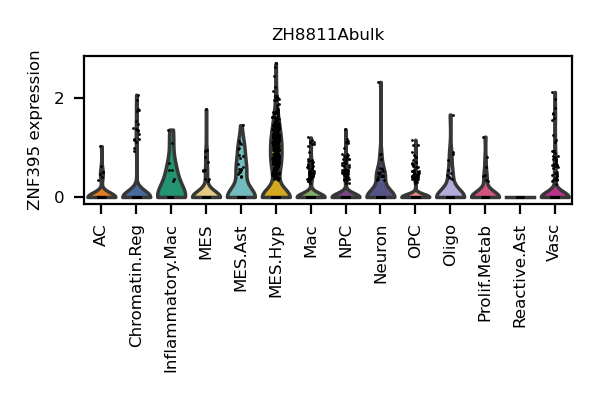 ZH8811Abulk
ZNF395 expression
2
0
AC
Chromatin.Reg
Inflammatory.Mac
MES
MES.Ast
MES.Hyp
Mac
NPC
Neuron
OPC
Oligo
Prolif.Metab
Reactive.Ast
Vasc